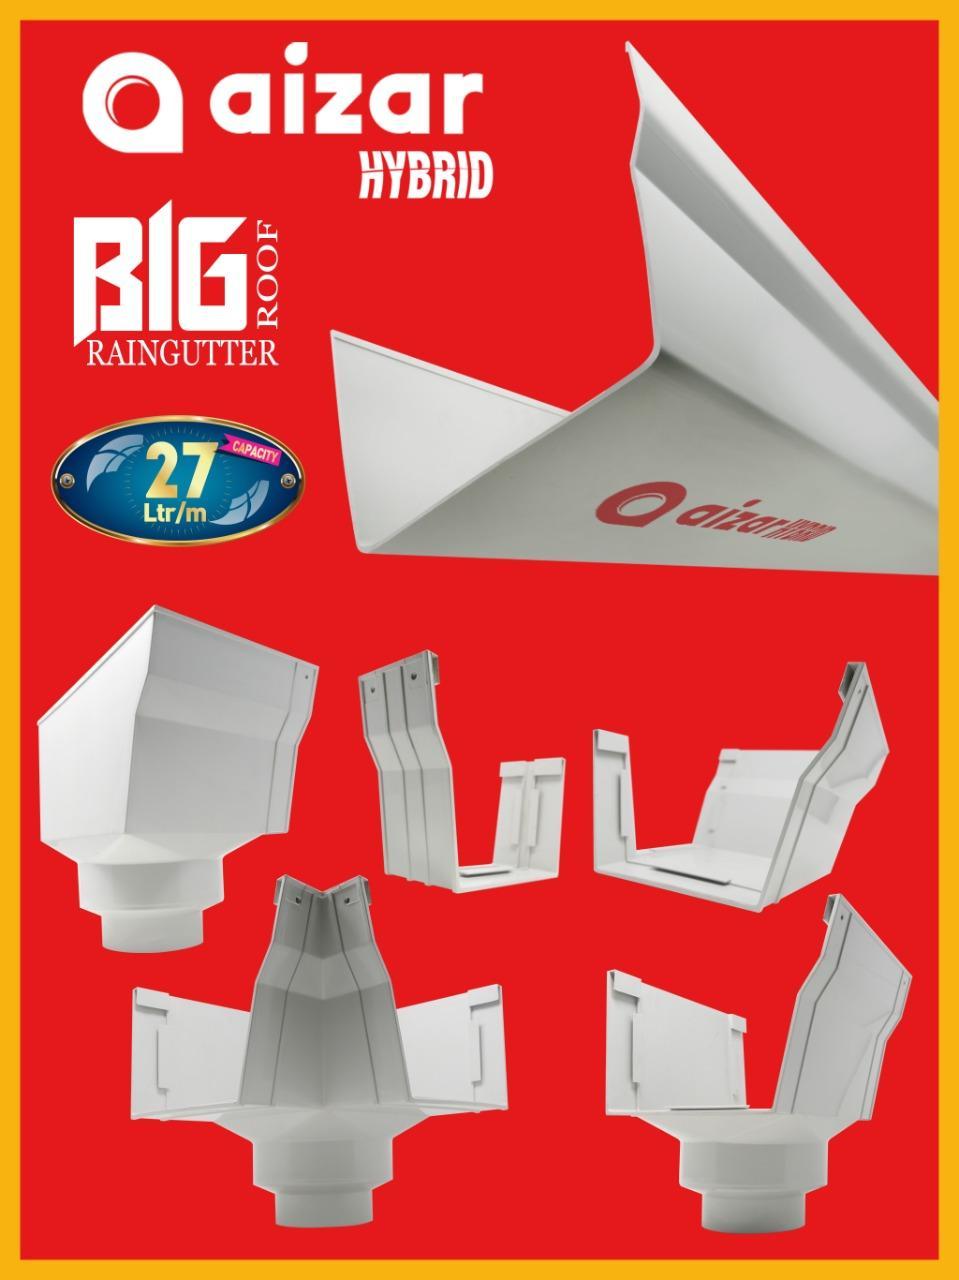 aizar
HYBRID
BIG
ROOF
RAINGUTTER
CAPACITY
27
Ltr/m
aizar HYBRID